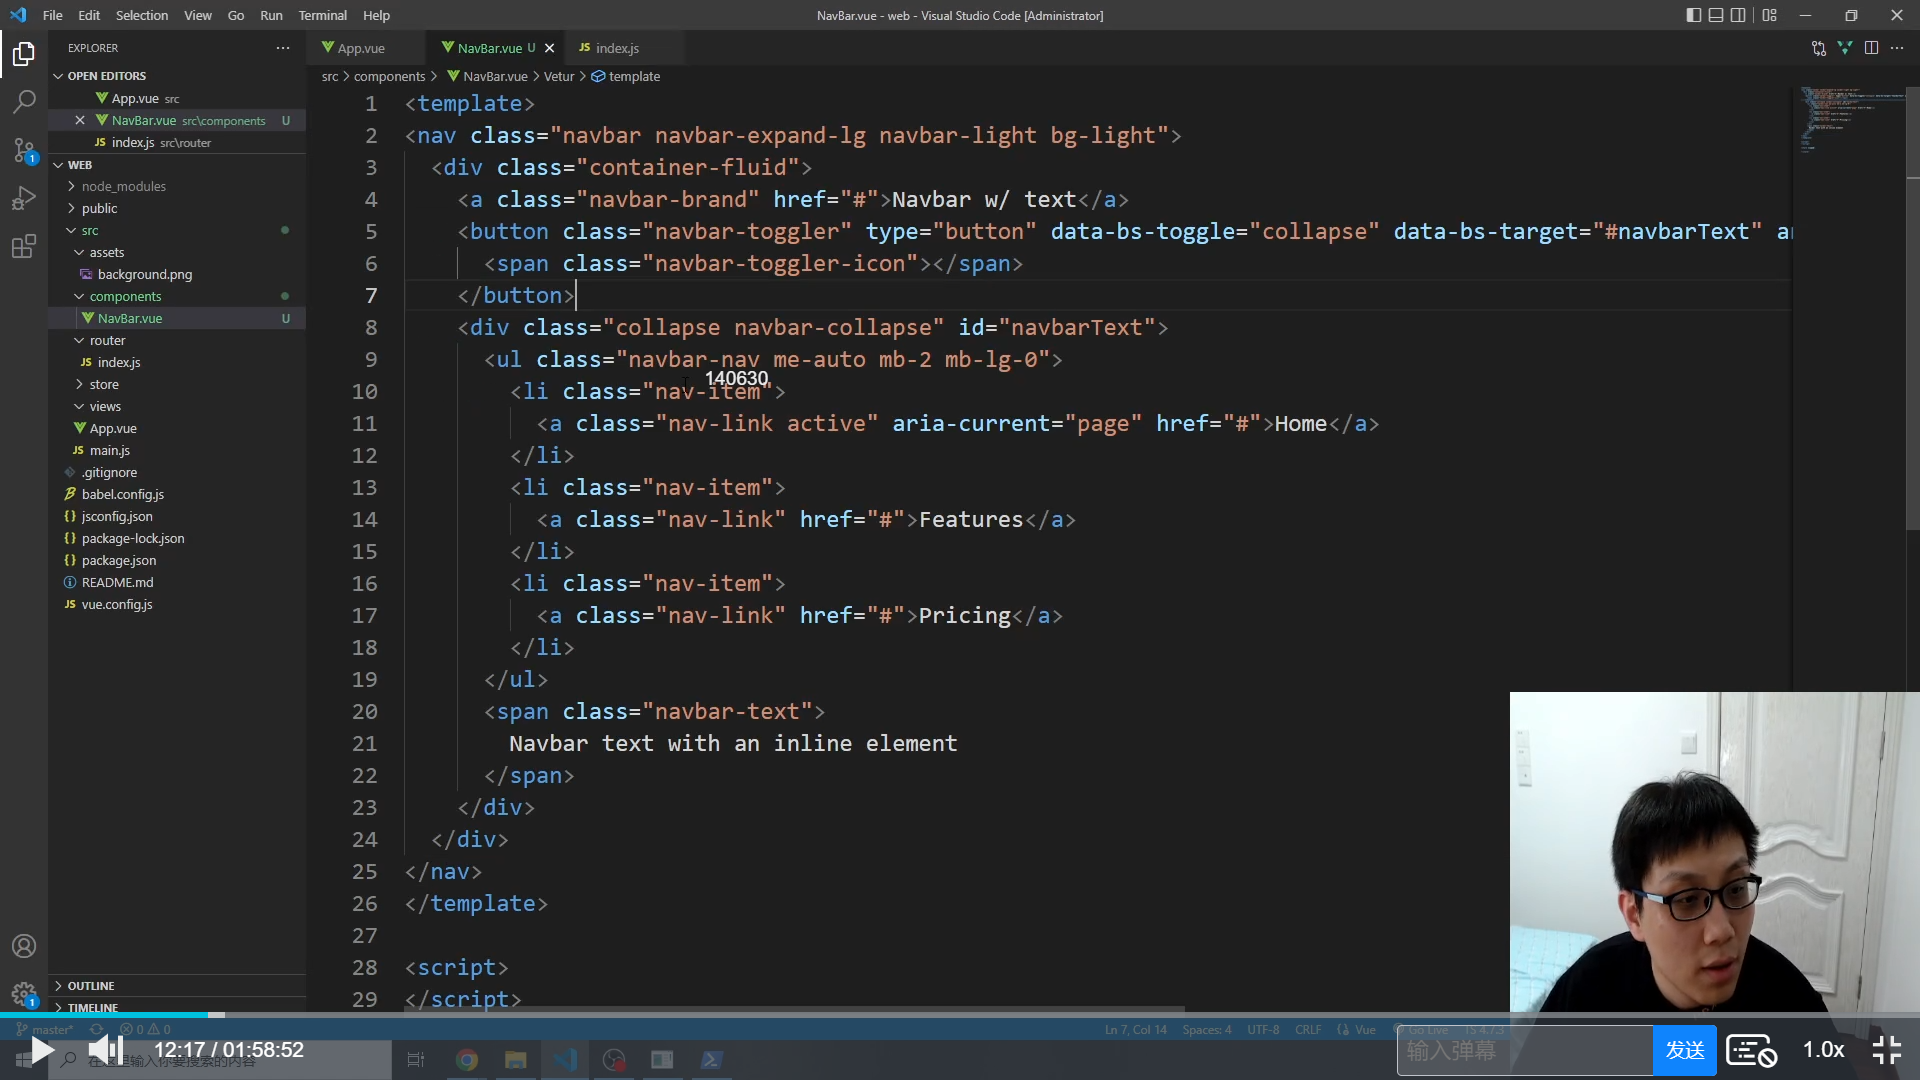 File Edit Selection View Go Run Terminal Help
NavBar.vue - web - Visual Studio Code [Administrator]
EXPLORER
OPEN EDITORS
App.vue src
NavBar.vue src\components U
index.js src\router
WEB
node_modules
public
src
assets
background.png
components
NavBar.vue U
router
index.js
store
views
App.vue
main.js
.gitignore
babel.config.js
jsconfig.json
package-lock.json
package.json
README.md
vue.config.js
OUTLINE
TIMELINE
App.vue
NavBar.vue U
index.js
src > components > NavBar.vue > Vetur > template
1 <template>
2 <nav class="navbar navbar-expand-lg navbar-light bg-light">
3 <div class="container-fluid">
4 <a class="navbar-brand" href="#">Navbar w/ text</a>
5 <button class="navbar-toggler" type="button" data-bs-toggle="collapse" data-bs-target="#navbarText"
6 <span class="navbar-toggler-icon"></span>
7 </button>
8 <div class="collapse navbar-collapse" id="navbarText">
9 <ul class="navbar-nav me-auto mb-2 mb-lg-0">
140630
10 <li class="nav-item">
11 <a class="nav-link active" aria-current="page" href="#">Home</a>
12 </li>
13 <li class="nav-item">
14 <a class="nav-link" href="#">Features</a>
15 </li>
16 <li class="nav-item">
17 <a class="nav-link" href="#">Pricing</a>
18 </li>
19 </ul>
20 <span class="navbar-text">
21 Navbar text with an inline element
22 </span>
23 </div>
24 </div>
25 </nav>
26 </template>
27
28 <script>
29 </script>
master* 0 0
Ln 7, Col 14 Spaces: 4 UTF-8 CRLF Vue Go Live TS 4.7.3
在这里输入你要搜索的内容
12:17 / 01:58:52
输入弹幕
发送
1.0x